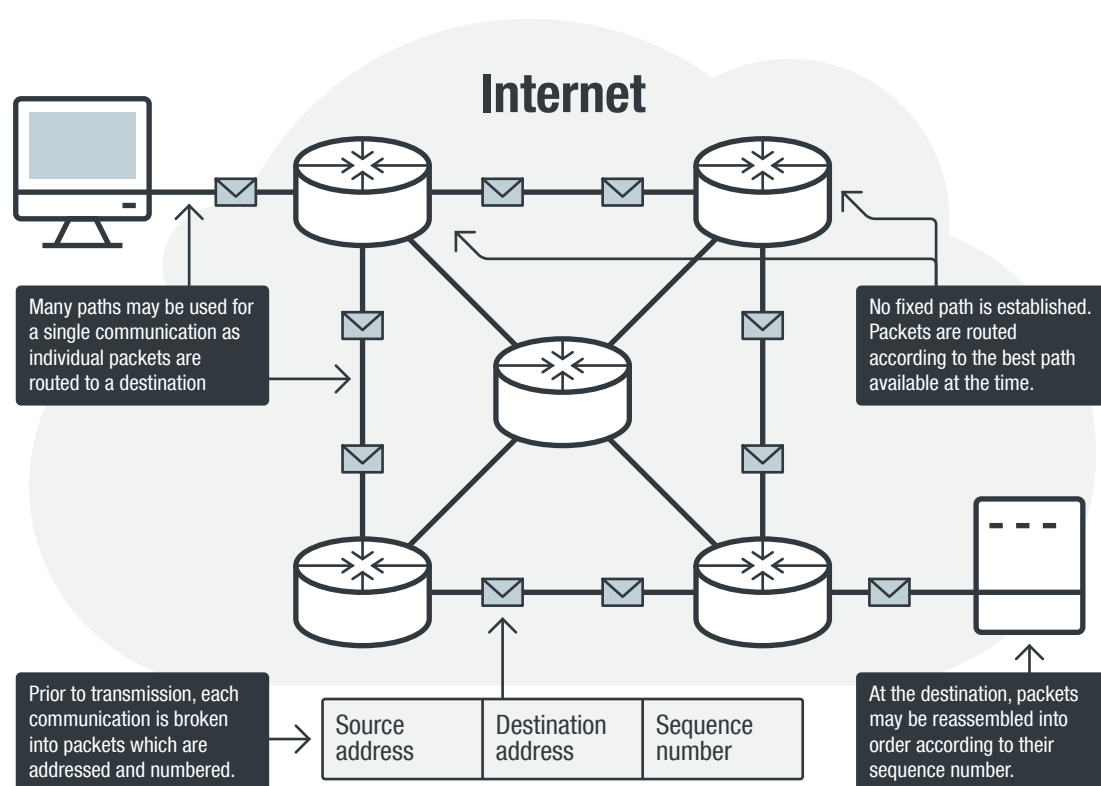 Internet
Many paths may be used for
a single communication as
individual packets are
routed to a destination
No fixed path is established.
Packets are routed
according to the best path
available at the time.
Prior to transmission, each
communication is broken
into packets which are
addressed and numbered.
Source
address
Destination
address
Sequence
number
At the destination, packets
may be reassembled into
order according to their
sequence number.